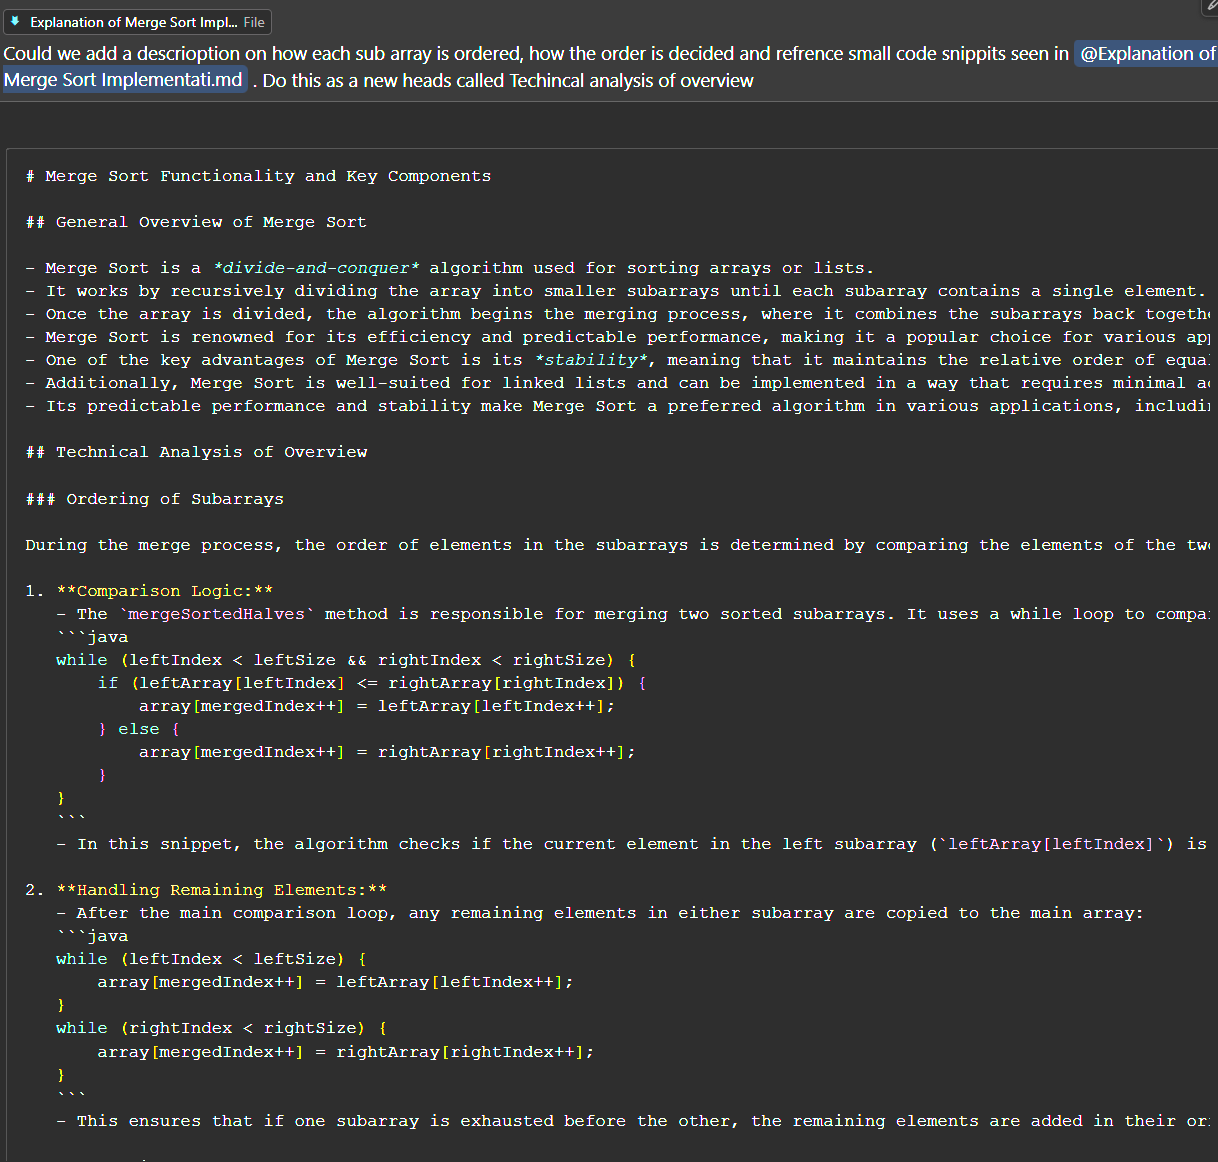 Explanation of Merge Sort Impl... File
Could we add a descrioption on how each sub array is ordered, how the order is decided and refrence small code snippits seen in @Explanation of
Merge Sort Implementati.md . Do this as a new heads called Techincal analysis of overview
# Merge Sort Functionality and Key Components
## General Overview of Merge Sort
- Merge Sort is a *divide-and-conquer* algorithm used for sorting arrays or lists.
- It works by recursively dividing the array into smaller subarrays until each subarray contains a single element.
- Once the array is divided, the algorithm begins the merging process, where it combines the subarrays back togeth
- Merge Sort is renowned for its efficiency and predictable performance, making it a popular choice for various ap
- One of the key advantages of Merge Sort is its *stability*, meaning that it maintains the relative order of equa
- Additionally, Merge Sort is well-suited for linked lists and can be implemented in a way that requires minimal a
- Its predictable performance and stability make Merge Sort a preferred algorithm in various applications, includi
## Technical Analysis of Overview
### Ordering of Subarrays
During the merge process, the order of elements in the subarrays is determined by comparing the elements of the tw
1. **Comparison Logic:**
- The `mergeSortedHalves` method is responsible for merging two sorted subarrays. It uses a while loop to compa
```java
while (leftIndex < leftSize && rightIndex < rightSize) {
if (leftArray[leftIndex] <= rightArray[rightIndex]) {
array[mergedIndex++] = leftArray[leftIndex++];
} else {
array[mergedIndex++] = rightArray[rightIndex++];
}
}
```
- In this snippet, the algorithm checks if the current element in the left subarray (`leftArray[leftIndex]`) is
2. **Handling Remaining Elements:**
- After the main comparison loop, any remaining elements in either subarray are copied to the main array:
```java
while (leftIndex < leftSize) {
array[mergedIndex++] = leftArray[leftIndex++];
}
while (rightIndex < rightSize) {
array[mergedIndex++] = rightArray[rightIndex++];
}
```
- This ensures that if one subarray is exhausted before the other, the remaining elements are added in their or